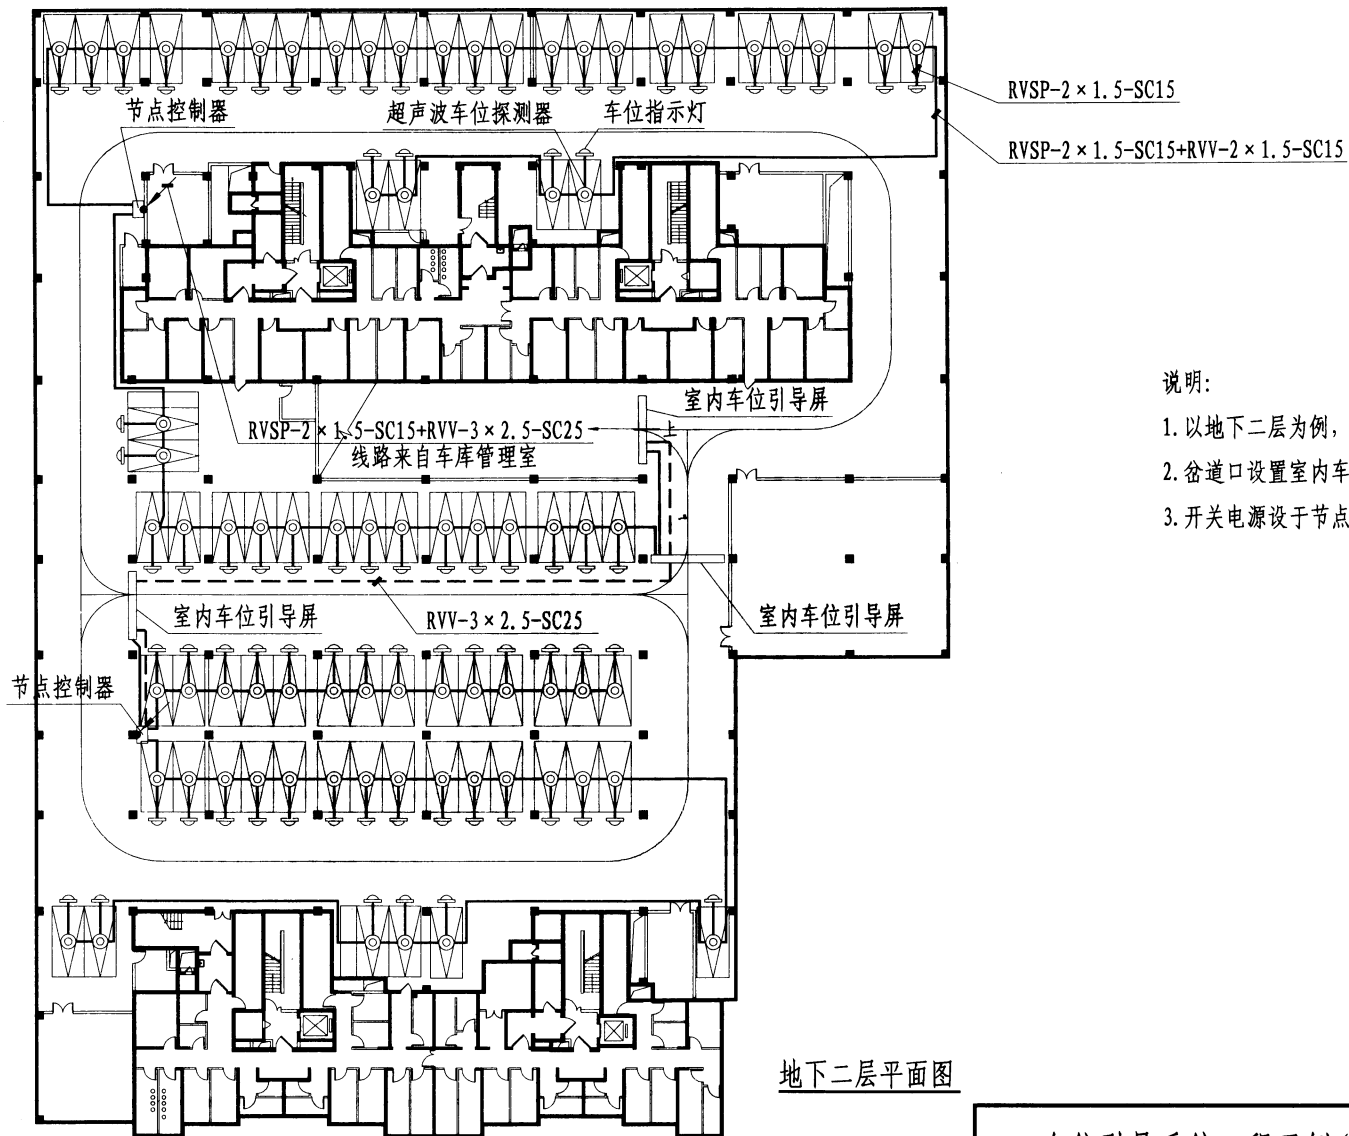 RVSP-2×1.5-SC15
节点控制器
超声波车位探测器
车位指示灯
RVSP-2×1.5-SC15+RVV-2×1.5-SC15
说明:
室内车位引导屏
1.以地下二层为例,
上
RVSP-2×1.5-SC15+RVV-3×2.5-SC25
线路来自车库管理室
2.岔道口设置室内车
3.开关电源设于节点
室内车位引导屏
RVV-3×2.5-SC25
室内车位引导屏
节点控制器
地下二层平面图